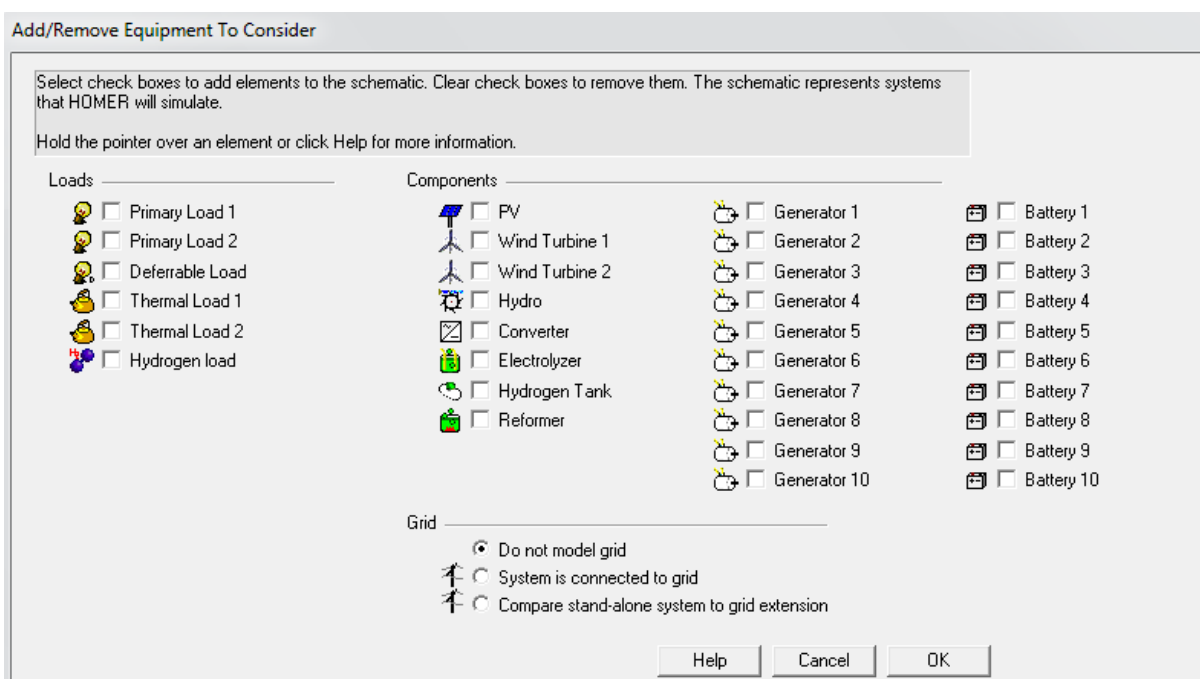 Add/Remove Equipment To Consider
Select check boxes to add elements to the schematic. Clear check boxes to remove them. The schematic represents systems
that HOMER will simulate.
Hold the pointer over an element or click Help for more information.
Loads
Primary Load 1
Primary Load 2
Deferrable Load
Thermal Load 1
Thermal Load 2
Hydrogen load
Components
PV
Wind Turbine 1
Wind Turbine 2
Hydro
Converter
Electrolyzer
Hydrogen Tank
Reformer
Generator 1
Generator 2
Generator 3
Generator 4
Generator 5
Generator 6
Generator 7
Generator 8
Generator 9
Generator 10
Battery 1
Battery 2
Battery 3
Battery 4
Battery 5
Battery 6
Battery 7
Battery 8
Battery 9
Battery 10
Grid
Do not model grid
System is connected to grid
Compare stand-alone system to grid extension
Help
Cancel
OK